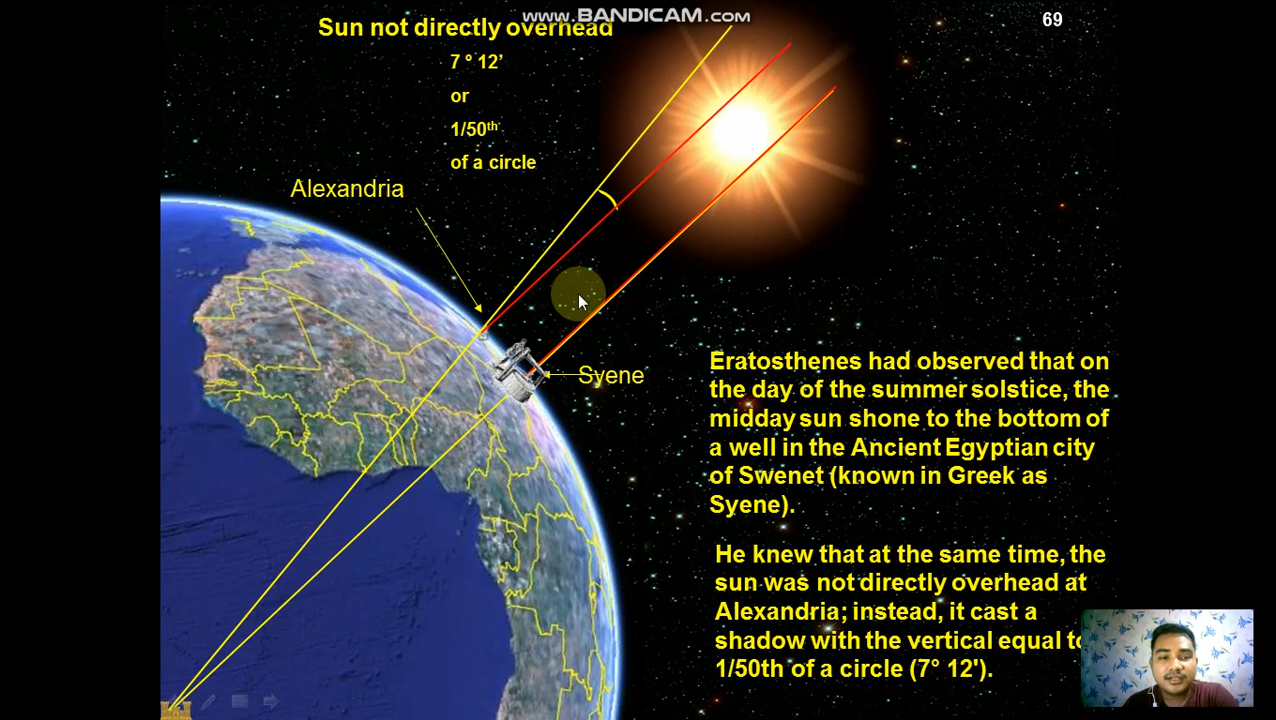 www.BANDICAM.com
69
Sun not directly overhead
7 º 12’
or
1/50th
of a circle
Alexandria
Syene
Eratosthenes had observed that on
the day of the summer solstice, the
midday sun shone to the bottom of
a well in the Ancient Egyptian city
of Swenet (known in Greek as
Syene).
He knew that at the same time, the
sun was not directly overhead at
Alexandria; instead, it cast a
shadow with the vertical equal to
1/50th of a circle (7° 12').